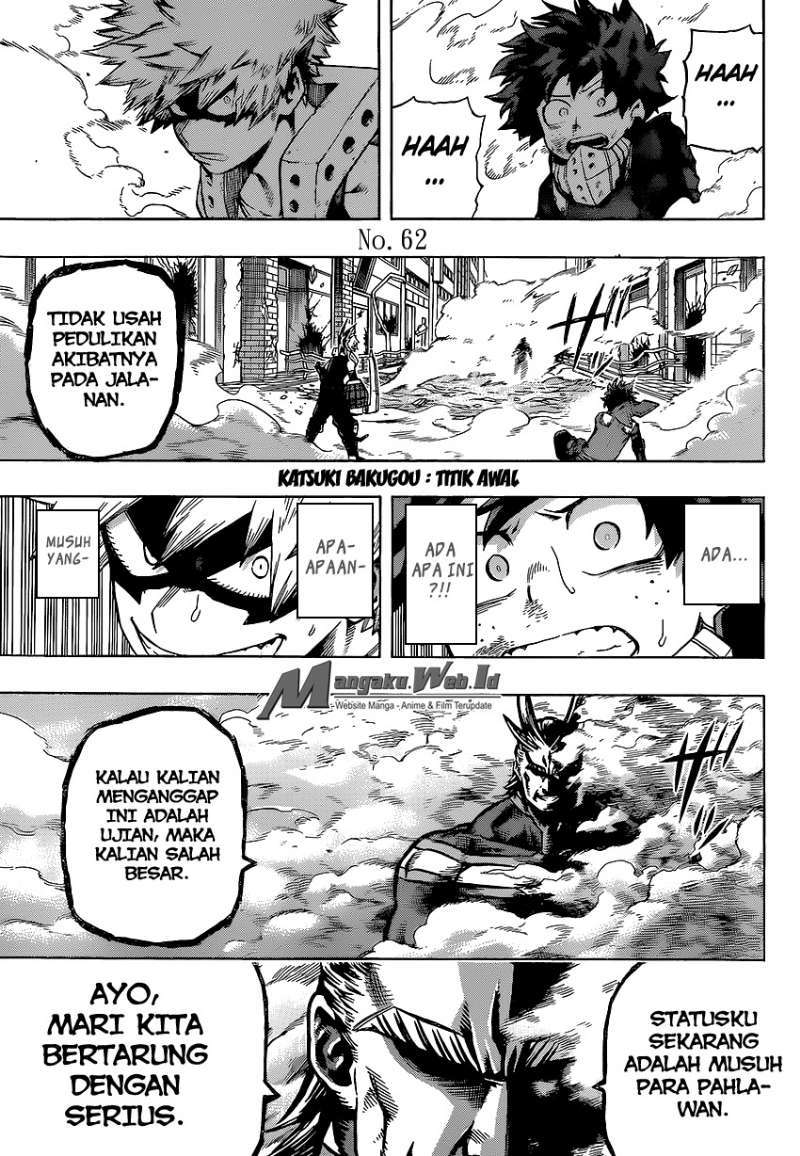 HAAH
...
HAAH
...
No. 62
TIDAK USAH
PEDULIKAN
AKIBATNYA
PADA JALA-
NAN.
KATSUKI BAKUGOU : TITIK AWAL
ADA...
ADA
APA INI
?!!
APA-
APAAN-
MUSUH
YANG-
Mangaku.Web.Id
- Website Manga - Anime & Film Terupdate
KALAU KALIAN
MENGANGGAP
INI ADALAH
UJIAN, MAKA
KALIAN SALAH
BESAR.
STATUSKU
SEKARANG
ADALAH MUSUH
PARA PAHLA-
WAN.
AYO,
MARI KITA
BERTARUNG
DENGAN
SERIUS.